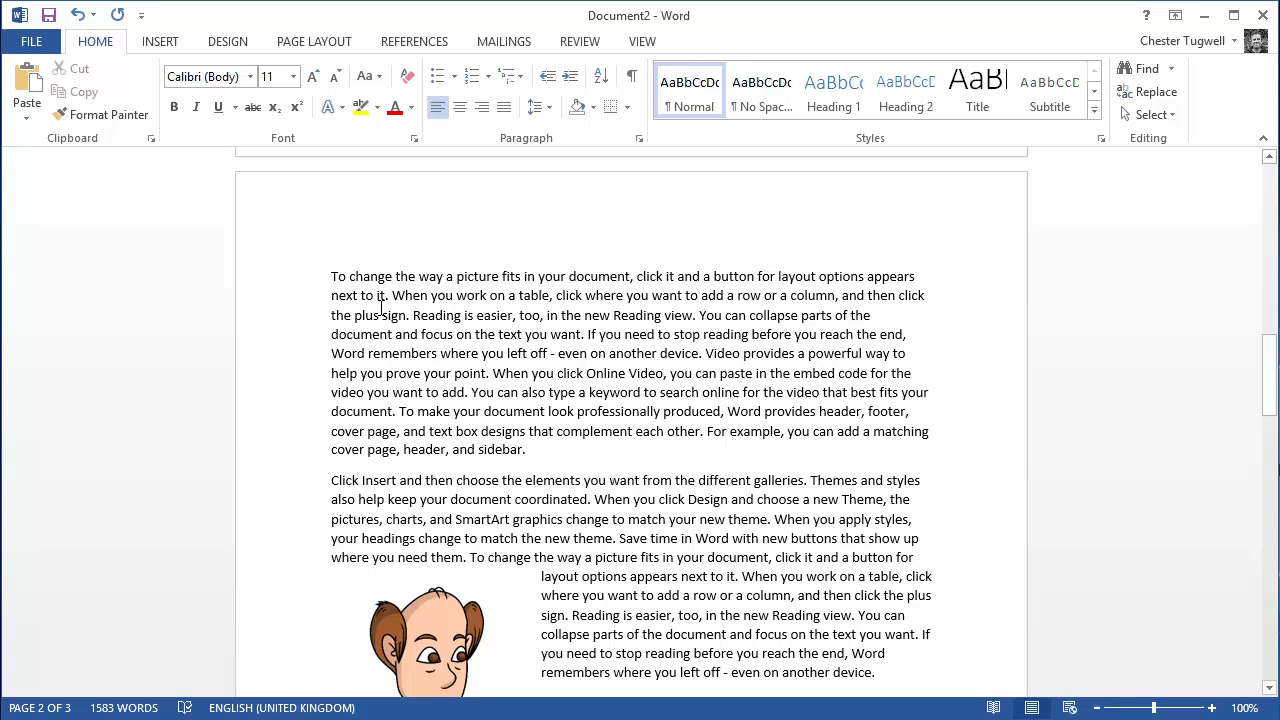 Document2 - Word
FILE HOME INSERT DESIGN PAGE LAYOUT REFERENCES MAILINGS REVIEW VIEW Chester Tugwell
Paste Cut Copy Format Painter
Calibri (Body) 11 Aa
B I U abc x₂ x² A A
AaBbCcDc AaBbCcDc AaBbCc AaBbCcD AaBb AaBbCcD
¶ Normal ¶ No Spac... Heading 1 Heading 2 Title Subtitle
Find
Replace
Select
Clipboard Font Paragraph Styles Editing
To change the way a picture fits in your document, click it and a button for layout options appears
next to it. When you work on a table, click where you want to add a row or a column, and then click
the plus sign. Reading is easier, too, in the new Reading view. You can collapse parts of the
document and focus on the text you want. If you need to stop reading before you reach the end,
Word remembers where you left off - even on another device. Video provides a powerful way to
help you prove your point. When you click Online Video, you can paste in the embed code for the
video you want to add. You can also type a keyword to search online for the video that best fits your
document. To make your document look professionally produced, Word provides header, footer,
cover page, and text box designs that complement each other. For example, you can add a matching
cover page, header, and sidebar.
Click Insert and then choose the elements you want from the different galleries. Themes and styles
also help keep your document coordinated. When you click Design and choose a new Theme, the
pictures, charts, and SmartArt graphics change to match your new theme. When you apply styles,
your headings change to match the new theme. Save time in Word with new buttons that show up
where you need them. To change the way a picture fits in your document, click it and a button for
layout options appears next to it. When you work on a table, click
where you want to add a row or a column, and then click the plus
sign. Reading is easier, too, in the new Reading view. You can
collapse parts of the document and focus on the text you want. If
you need to stop reading before you reach the end, Word
remembers where you left off - even on another device.
PAGE 2 OF 3 1583 WORDS ENGLISH (UNITED KINGDOM) 100%